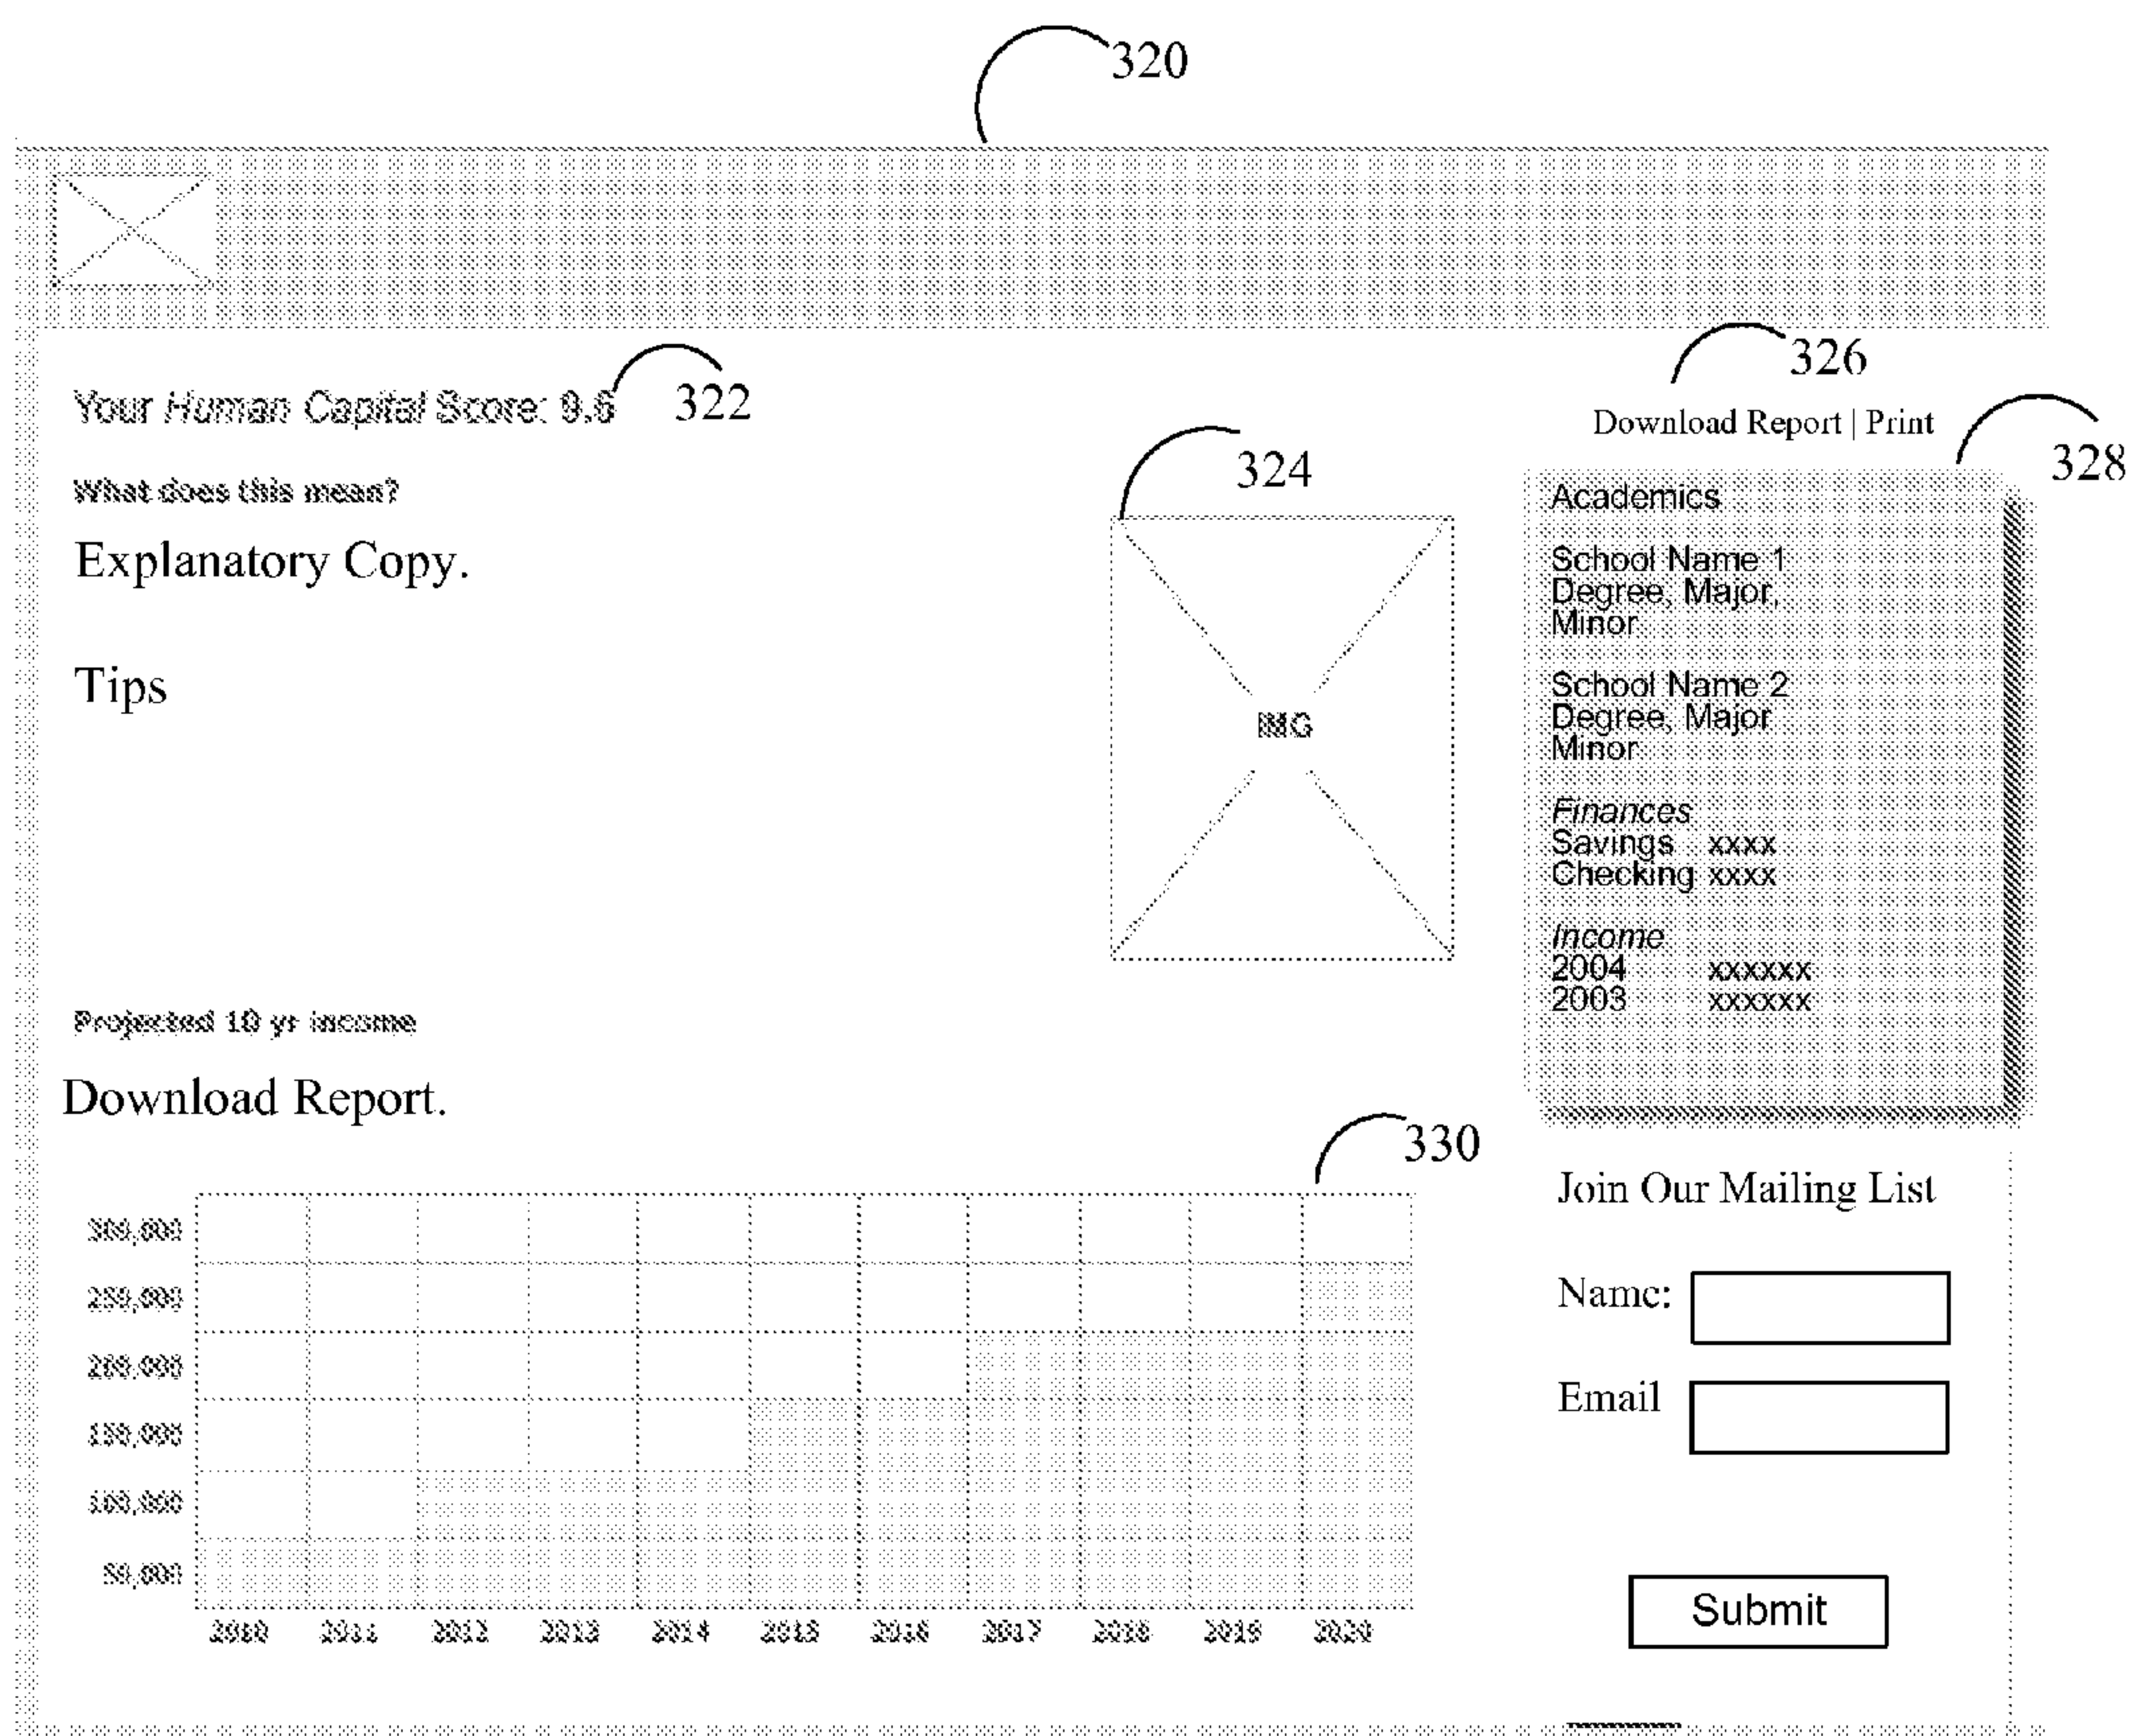 320
326
Your Human Capital Score: 9.6
322
Download Report | Print
328
324
What does this mean?
Explanatory Copy.
Tips
IMG
Academics
School Name 1
Degree, Major,
Minor
School Name 2
Degree, Major
Minor
Finances
Savings xxxx
Checking xxxx
Income
2004 xxxxxx
2003 xxxxxx
Projected 10 yr income
Download Report.
330
300,000
250,000
200,000
150,000
100,000
50,000
2010 2011 2012 2013 2014 2015 2016 2017 2018 2019 2020
Join Our Mailing List
Name:
Email
Submit